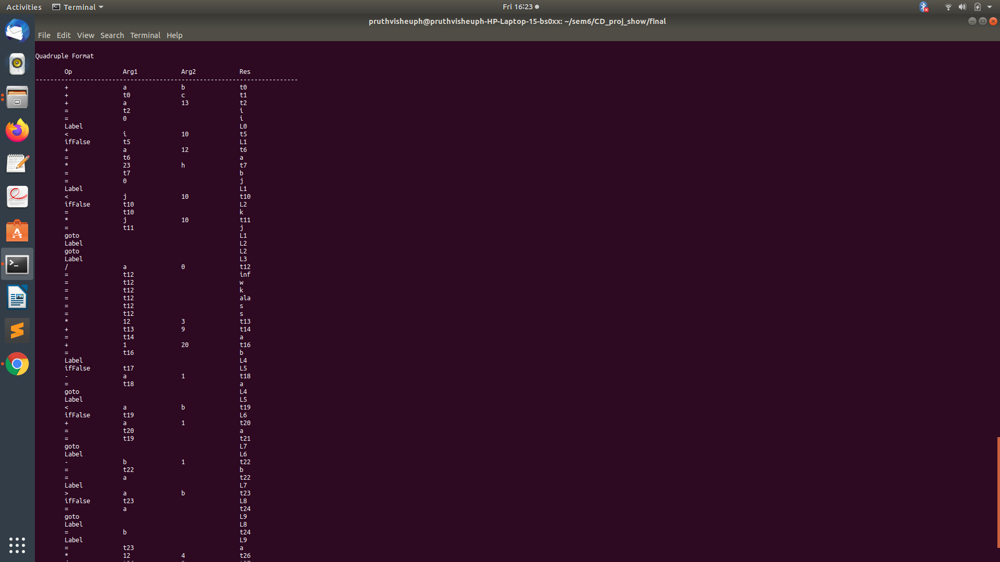 Activities Terminal Fri 16:23
pruthvisheuph@pruthvisheuph-HP-Laptop-15-bs0xx: ~/sem6/CD_proj_show/final
File Edit View Search Terminal Help
Quadruple Format
Op Arg1 Arg2 Res
------------------------------------------------------------------------
+ a b t0
+ t0 c t1
+ a 13 t2
= t2 i
= 0 i
Label L0
< i 10 t5
ifFalse t5 L1
+ a 12 t6
= t6 a
* 23 h t7
= t7 b
= 0 j
Label L1
< j 10 t10
ifFalse t10 L2
= t10 k
* j 10 t11
= t11 j
goto L1
Label L2
goto L2
Label L3
/ a 0 t12
= t12 inf
= t12 w
= t12 k
= t12 ala
= t12 s
= t12 s
* 12 3 t13
+ t13 9 t14
= t14 a
+ 1 20 t16
= t16 b
Label L4
ifFalse t17 L5
- a 1 t18
= t18 a
goto L4
Label L5
< a b t19
ifFalse t19 L6
+ a 1 t20
= t20 a
= t19 t21
goto L7
Label L6
- b 1 t22
= t22 b
= a t22
Label L7
> a b t23
ifFalse t23 L8
= a t24
goto L9
Label L8
= b t24
Label L9
= t23 a
* 12 4 t26